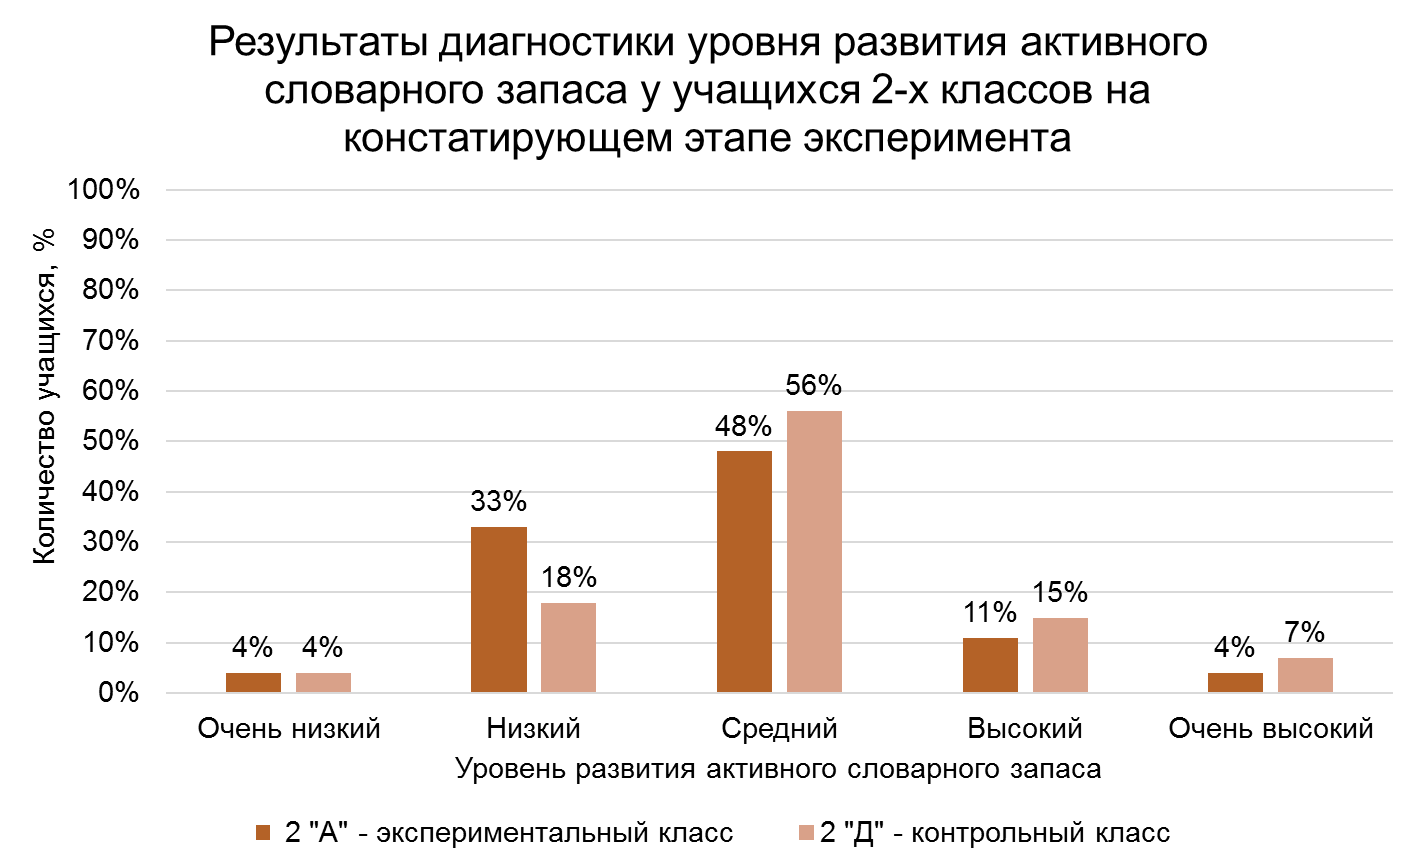 Результаты диагностики уровня развития активного
словарного запаса у учащихся 2-х классов на
констатирующем этапе эксперимента
100%
90%
80%
70%
60%
50%
40%
30%
20%
10%
0%
Количество учащихся, %
4%
4%
33%
18%
48%
56%
11%
15%
4%
7%
Очень низкий
Низкий
Средний
Высокий
Очень высокий
Уровень развития активного словарного запаса
2 "А" - экспериментальный класс
2 "Д" - контрольный класс